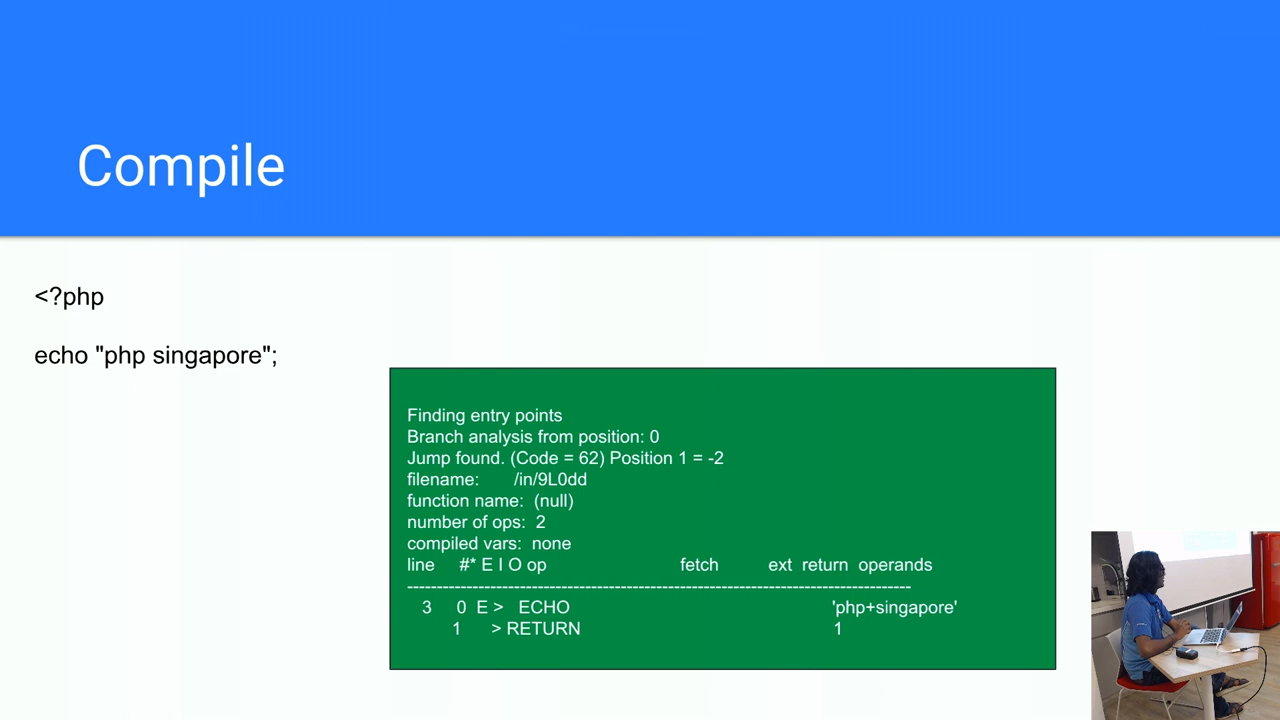 Compile
<?php
echo "php singapore";
Finding entry points
Branch analysis from position: 0
Jump found. (Code = 62) Position 1 = -2
filename: /in/9L0dd
function name: (null)
number of ops: 2
compiled vars: none
line #* E I O op fetch ext return operands
-------------------------------------------------------------------------------------
3 0 E > ECHO 'php+singapore'
1 > RETURN 1